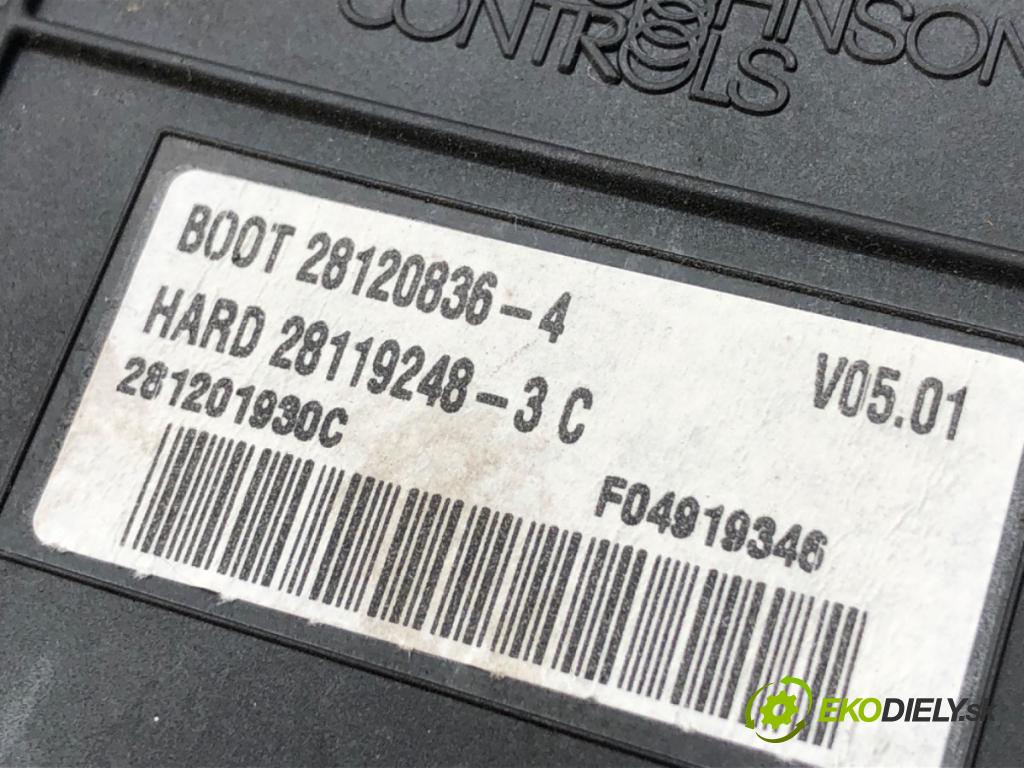 JOHNSON
CONTROLS
BOOT 28120836-4
HARD 28119248-3 C
V05.01
281201930C
F04919346
EKODIELY.sk